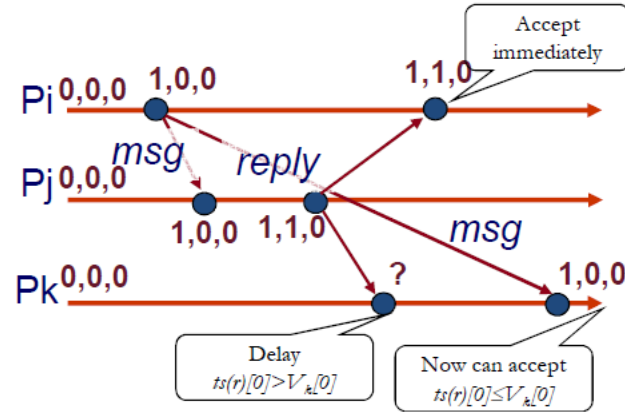 Accept
immediately
Pi 0,0,0
1,0,0
1,1,0
msg
reply
Pj 0,0,0
1,0,0
1,1,0
msg
Pk 0,0,0
?
1,0,0
Delay
ts(r)[0]>Vk[0]
Now can accept
ts(r)[0]≤Vk[0]